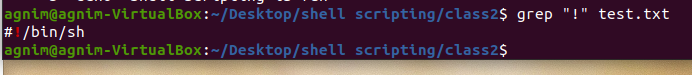 agnim@agnim-VirtualBox:~/Desktop/shell scripting/class2$ grep "!" test.txt
#!/bin/sh
agnim@agnim-VirtualBox:~/Desktop/shell scripting/class2$